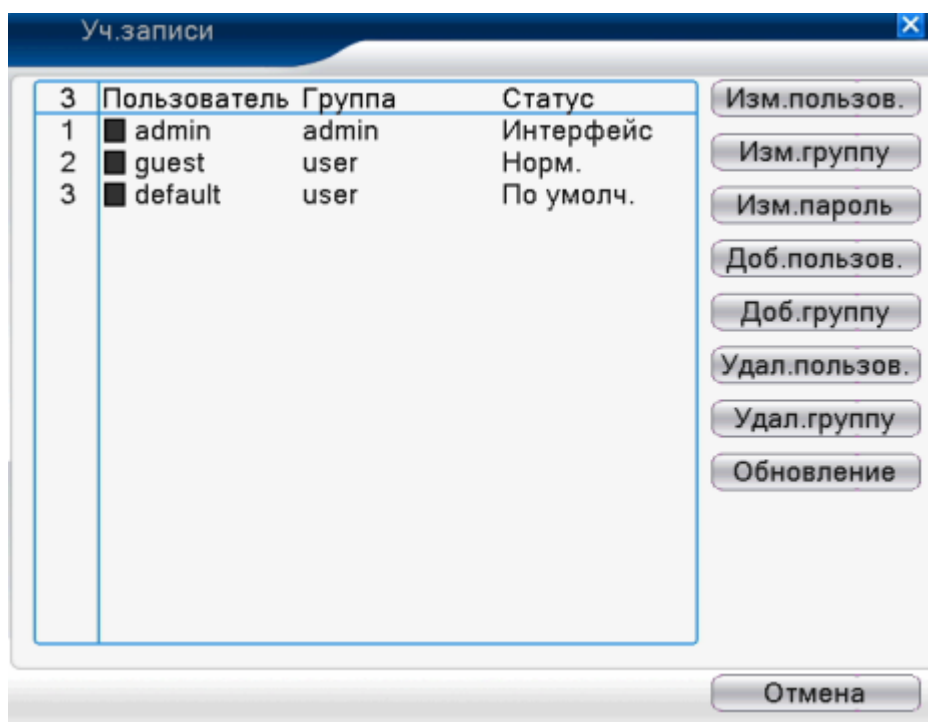 Уч.записи
3 Пользователь Группа Статус
1 admin admin Интерфейс
2 guest user Норм.
3 default user По умолч.
Изм.пользов.
Изм.группу
Изм.пароль
Доб.пользов.
Доб.группу
Удал.пользов.
Удал.группу
Обновление
Отмена